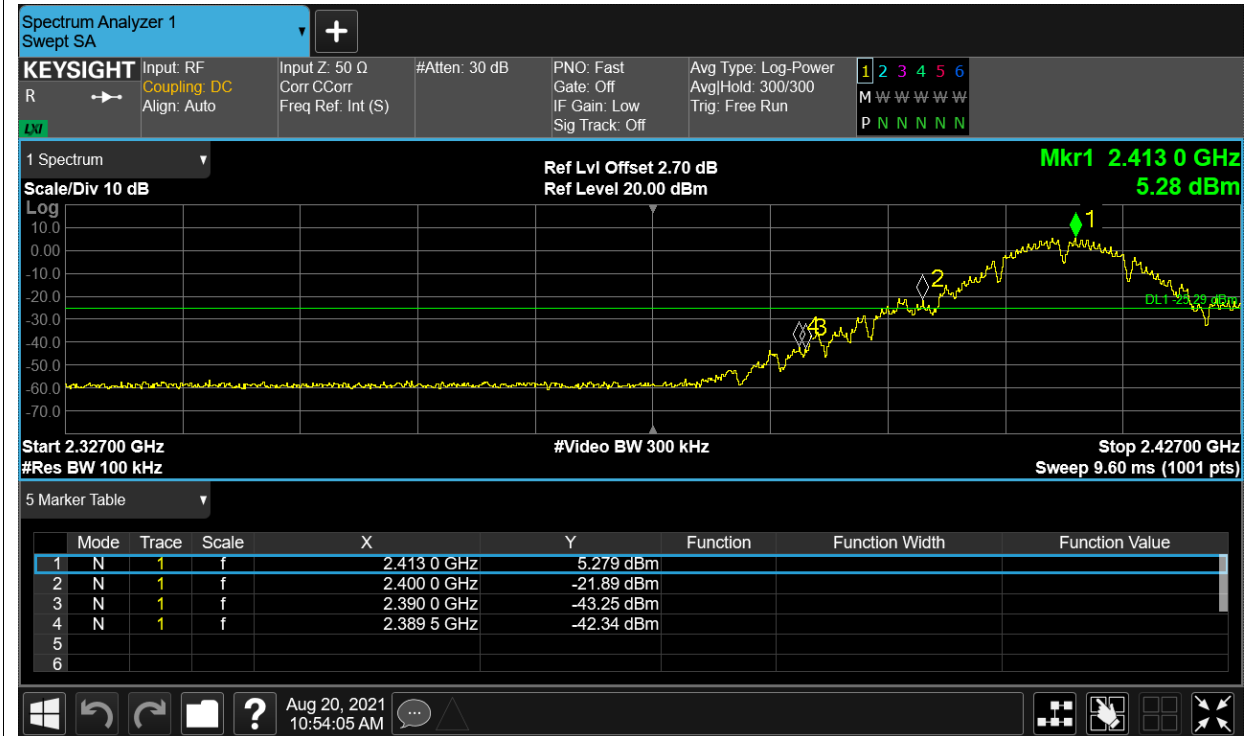 Spectrum Analyzer 1
Swept SA
KEYSIGHT Input: RF Input Z: 50 Ω #Atten: 30 dB PNO: Fast Avg Type: Log-Power 1 2 3 4 5 6
R Coupling: DC Corr CCorr Gate: Off Avg|Hold: 300/300 M W W W W W W
Align: Auto Freq Ref: Int (S) IF Gain: Low Trig: Free Run
LXI Sig Track: Off P N N N N N N
1 Spectrum Ref Lvl Offset 2.70 dB Mkr1 2.413 0 GHz
Scale/Div 10 dB Ref Level 20.00 dBm 5.28 dBm
Log
10.0 1
0.00
-10.0 2
-20.0 DL1 -25.29 dBm
-30.0 4 3
-40.0
-50.0
-60.0
-70.0
Start 2.32700 GHz #Video BW 300 kHz Stop 2.42700 GHz
#Res BW 100 kHz Sweep 9.60 ms (1001 pts)
5 Marker Table
Mode Trace Scale X Y Function Function Width Function Value
1 N 1 f 2.413 0 GHz 5.279 dBm
2 N 1 f 2.400 0 GHz -21.89 dBm
3 N 1 f 2.390 0 GHz -43.25 dBm
4 N 1 f 2.389 5 GHz -42.34 dBm
5
6
? Aug 20, 2021
10:54:05 AM